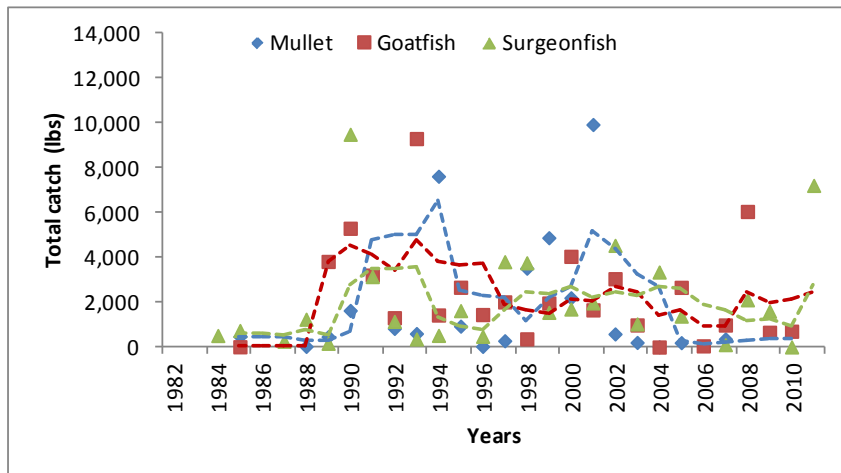 14,000
12,000
10,000
8,000
6,000
4,000
2,000
0
Total catch (lbs)
Mullet Goatfish Surgeonfish
1982 1984 1986 1988 1990 1992 1994 1996 1998 2000 2002 2004 2006 2008 2010
Years